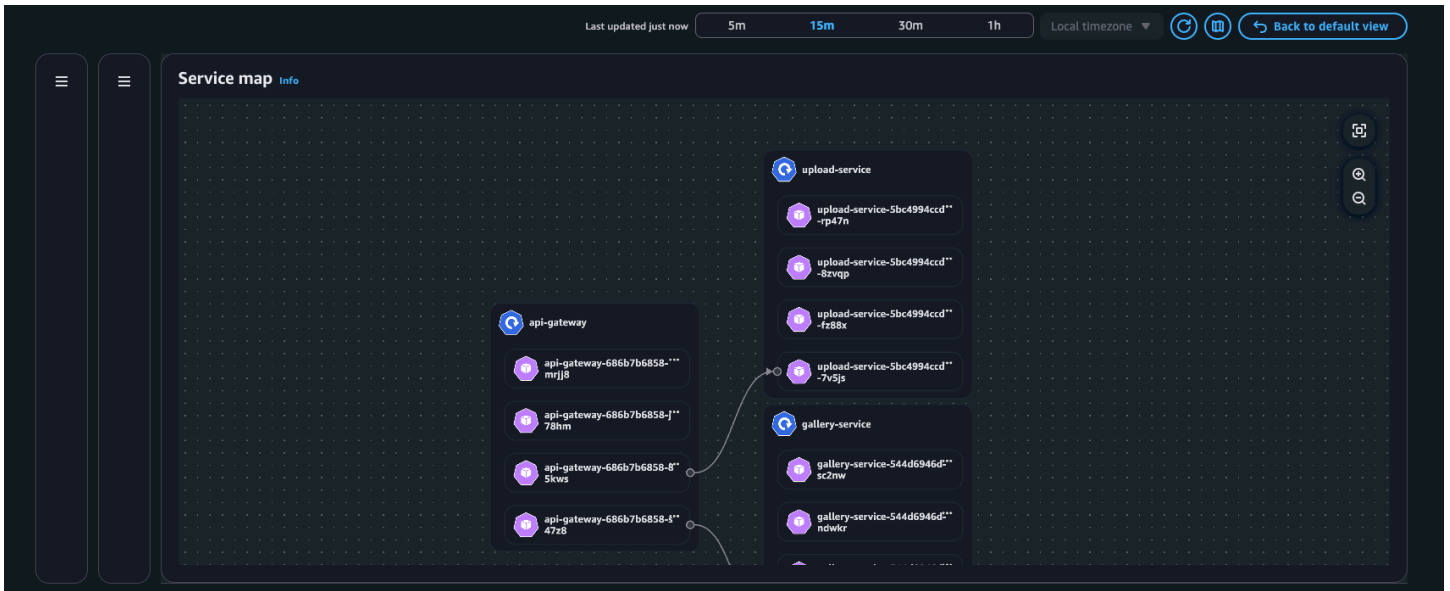 Last updated just now
5m
15m
30m
1h
Local timezone
Back to default view
Service map Info
upload-service
upload-service-5bc4994ccd...
-rp47n
upload-service-5bc4994ccd...
-8zvqp
upload-service-5bc4994ccd...
-fz88x
upload-service-5bc4994ccd...
-7v5js
api-gateway
api-gateway-686b7b6858-...
mrjj8
api-gateway-686b7b6858-j...
78hm
api-gateway-686b7b6858-8...
5kws
api-gateway-686b7b6858-s...
47z8
gallery-service
gallery-service-544d6946d-...
sc2nw
gallery-service-544d6946d-...
ndwkr